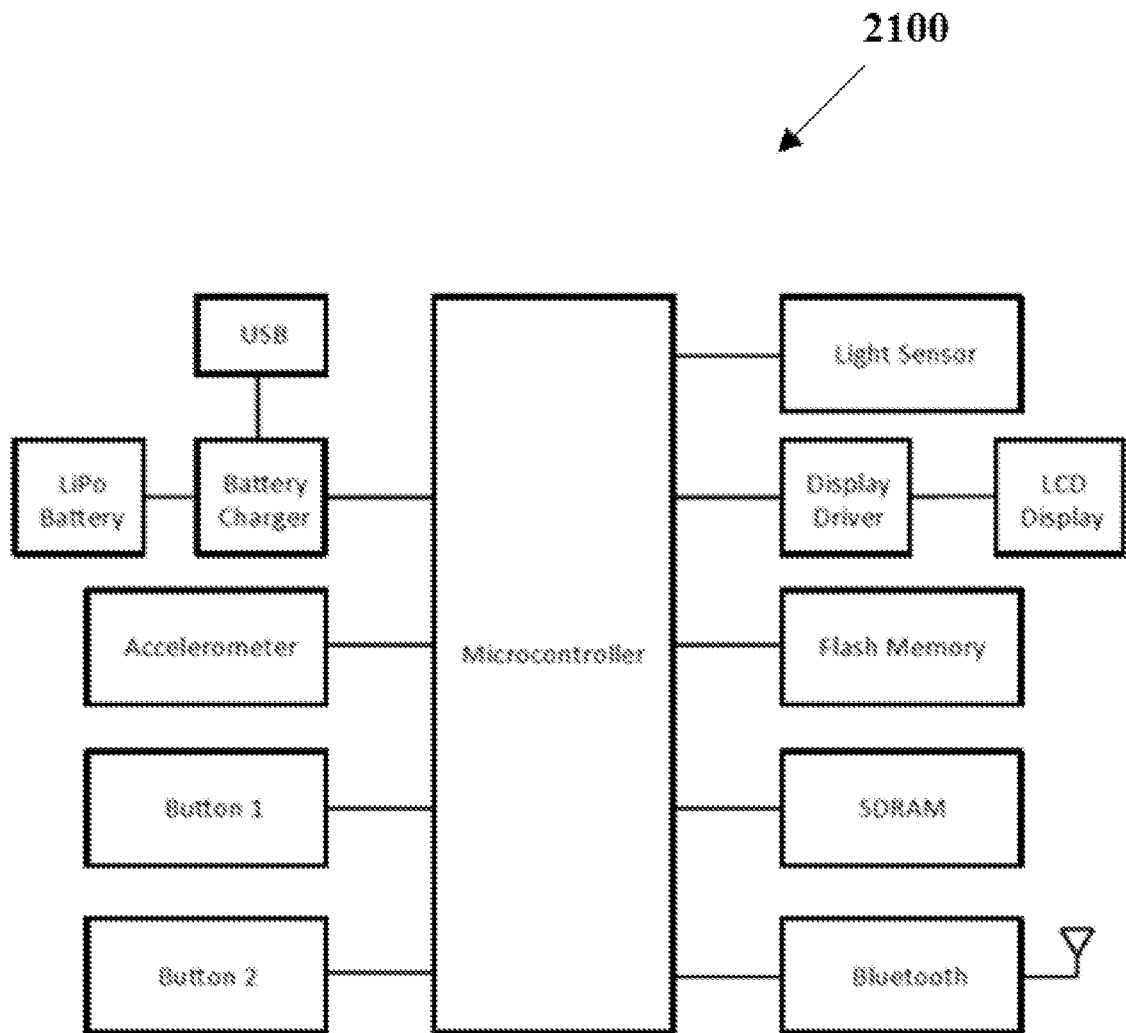 2100
USB
Light Sensor
LiPo
Battery
Battery
Charger
Display
Driver
LCD
Display
Accelerometer
Microcontroller
Flash Memory
Button 1
SDRAM
Button 2
Bluetooth